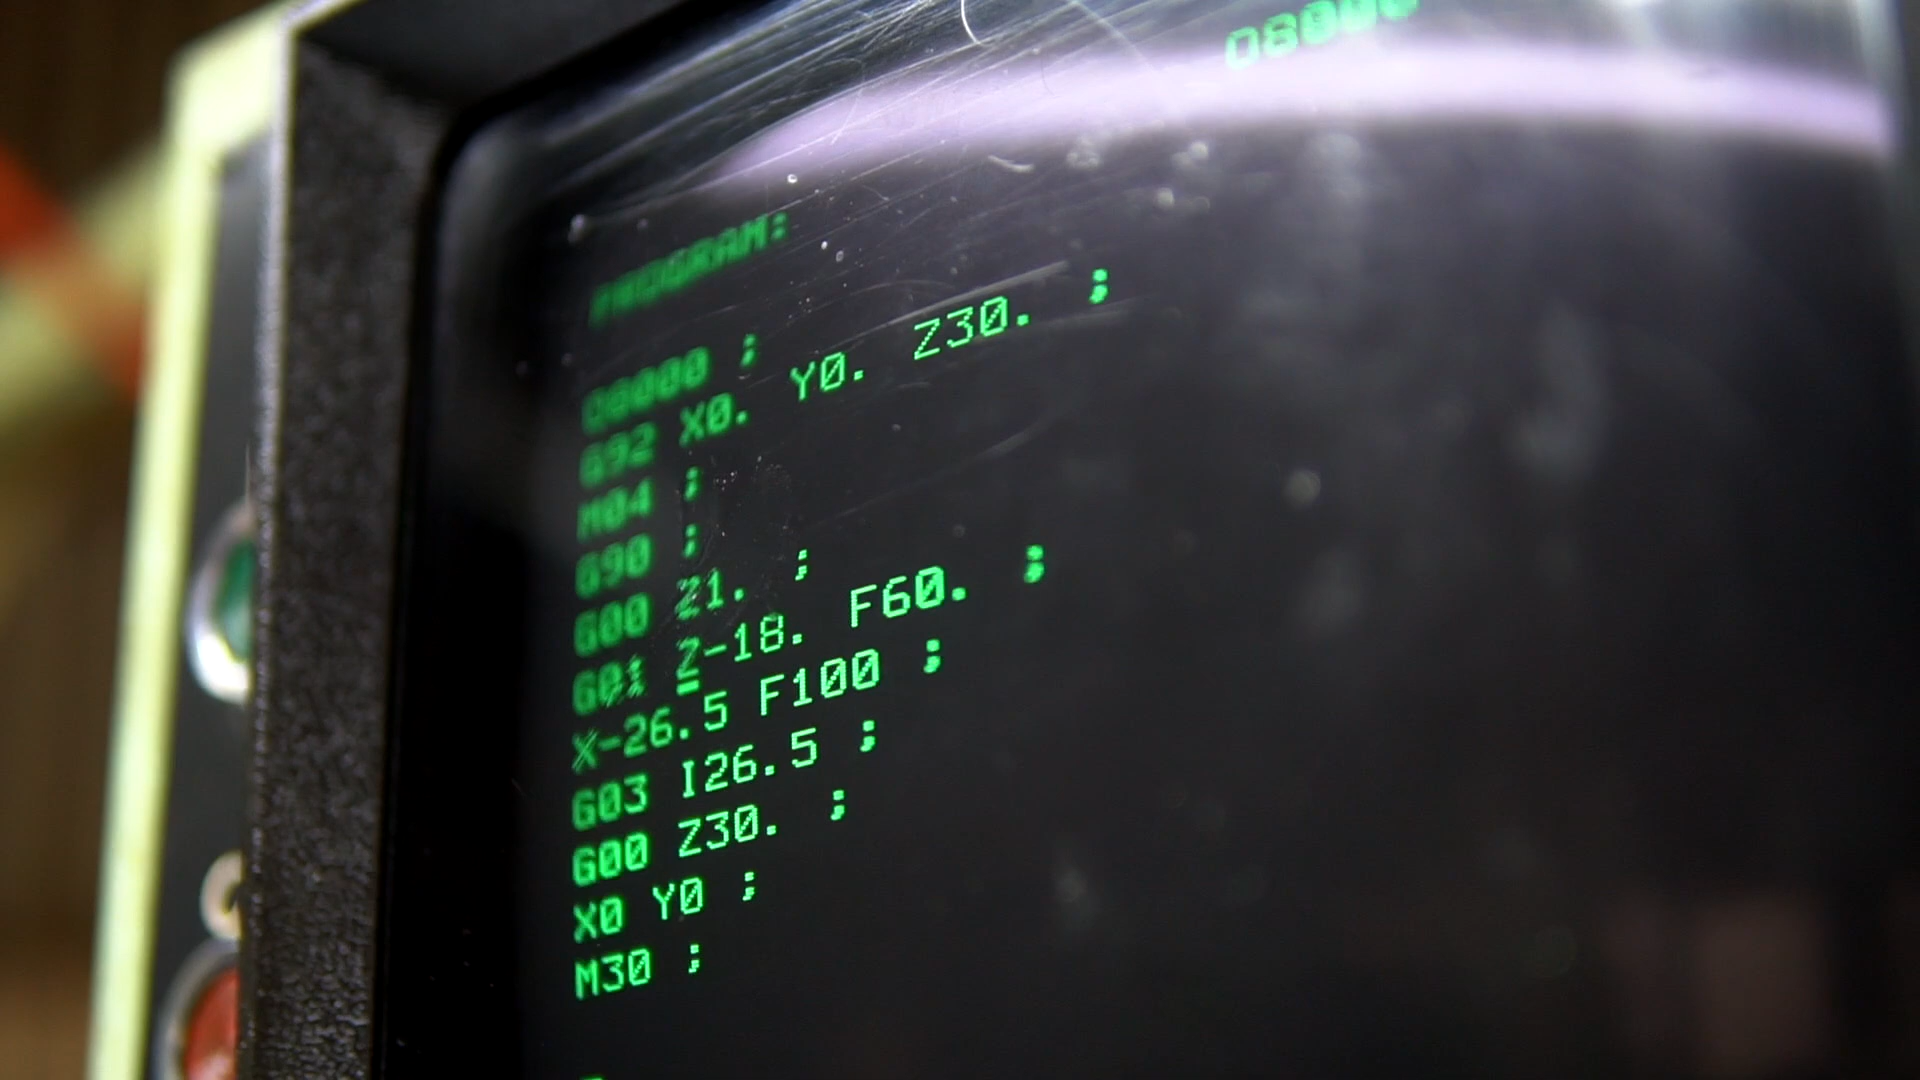 O8000
PROGRAM:
O8000 ;
G92 X0. Y0. Z30. ;
M04 ;
G90 ;
G00 Z1. ;
G01 Z-18. F60. ;
X-26.5 F100 ;
G03 I26.5 ;
G00 Z30. ;
X0 Y0 ;
M30 ;